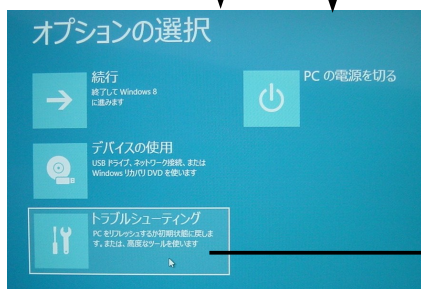 オプションの選択
続行
終了して Windows 8
に進みます
PC の電源を切る
デバイスの使用
USB ドライブ、ネットワーク接続、または
Windows リカバリ DVD を使います
トラブルシューティング
PC をリフレッシュするか初期状態に戻しま
す。または、高度なツールを使います